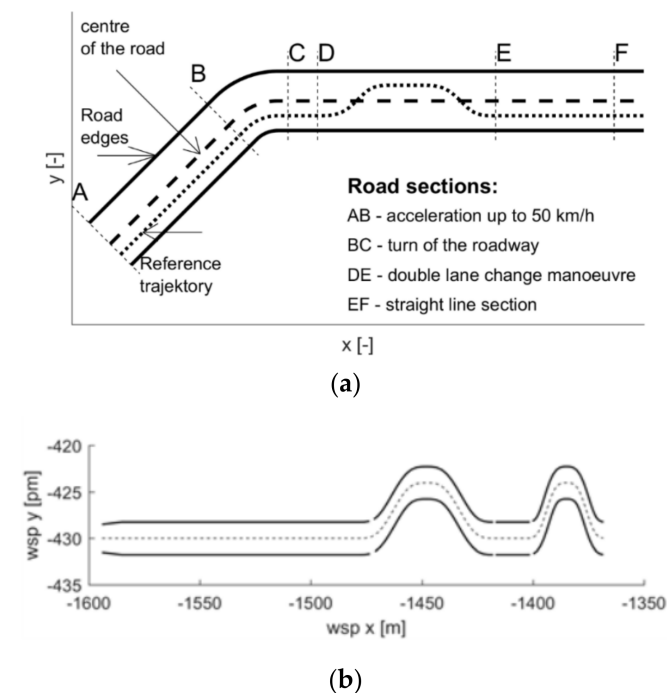 centre
of the road
B
C D E F
Road
edges
A
y [-]
Road sections:
AB - acceleration up to 50 km/h
BC - turn of the roadway
DE - double lane change manoeuvre
EF - straight line section
Reference
trajektory
x [-]
(a)
-420
-425
-430
-435
wsp y [pm]
-1600 -1550 -1500 -1450 -1400 -1350
wsp x [m]
(b)